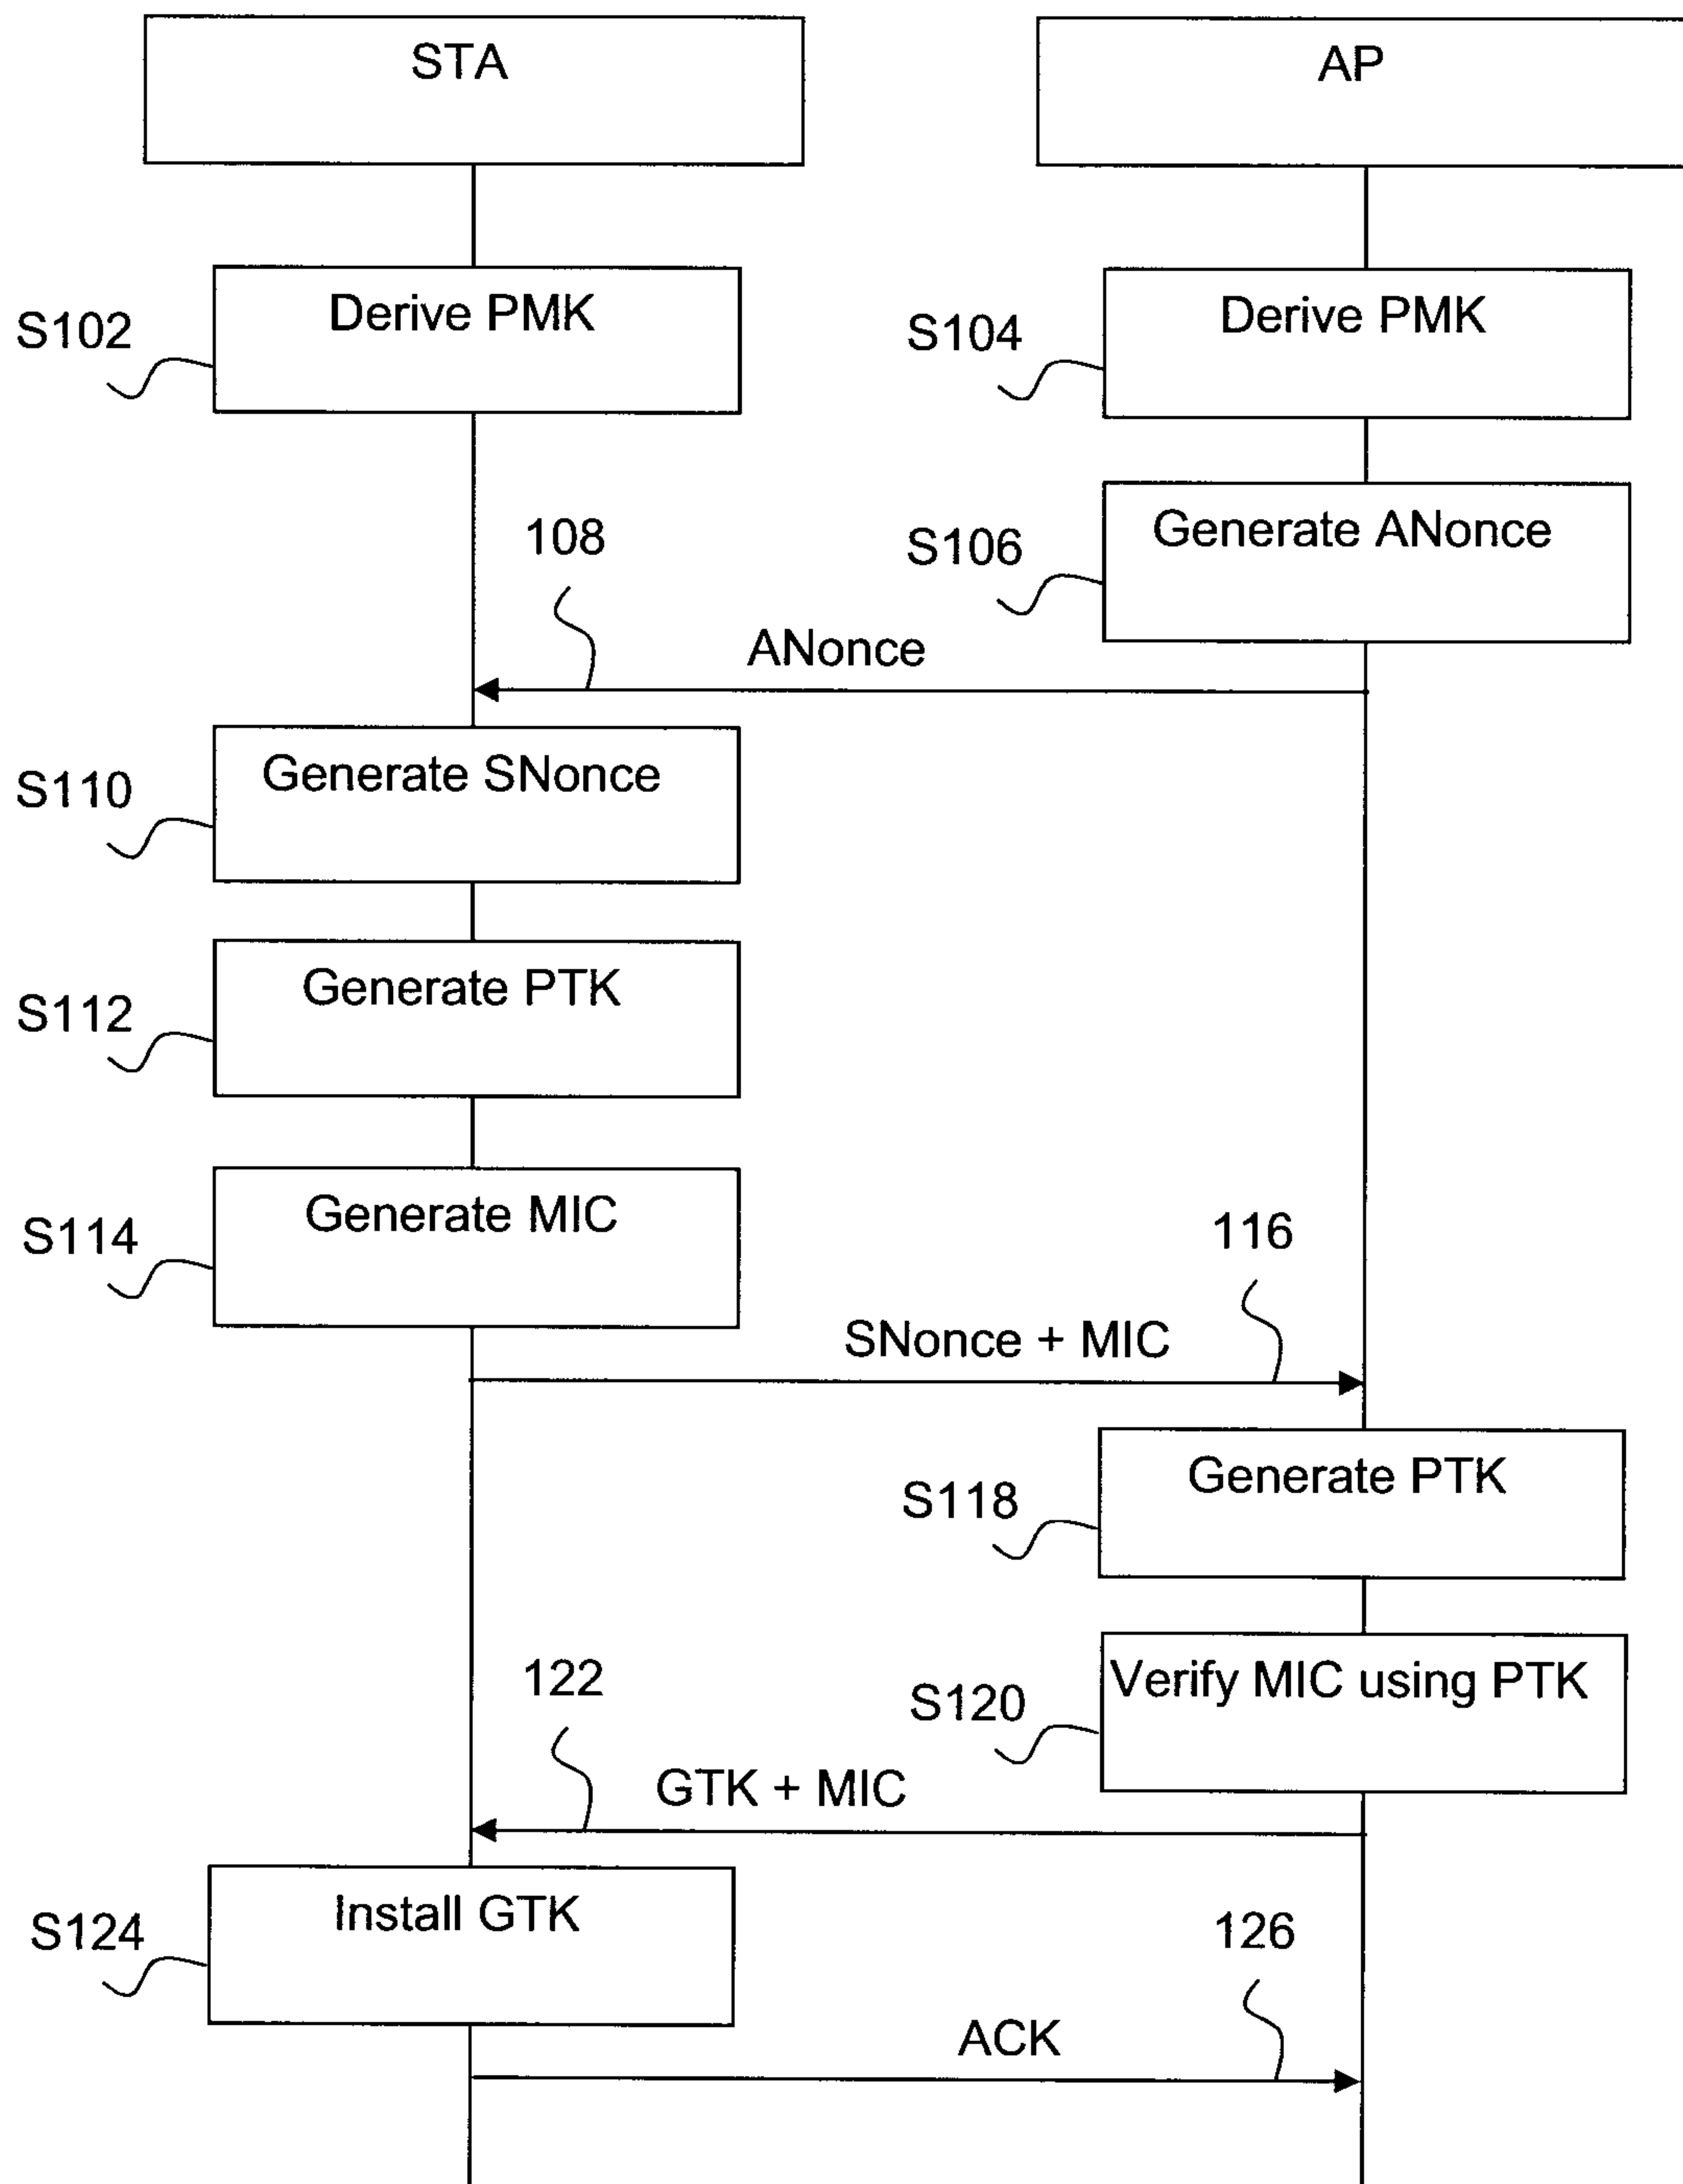 STA
AP
Derive PMK
S102
Derive PMK
S104
Generate ANonce
S106
108
ANonce
Generate SNonce
S110
Generate PTK
S112
Generate MIC
S114
116
SNonce + MIC
Generate PTK
S118
Verify MIC using PTK
S120
122
GTK + MIC
Install GTK
S124
126
ACK